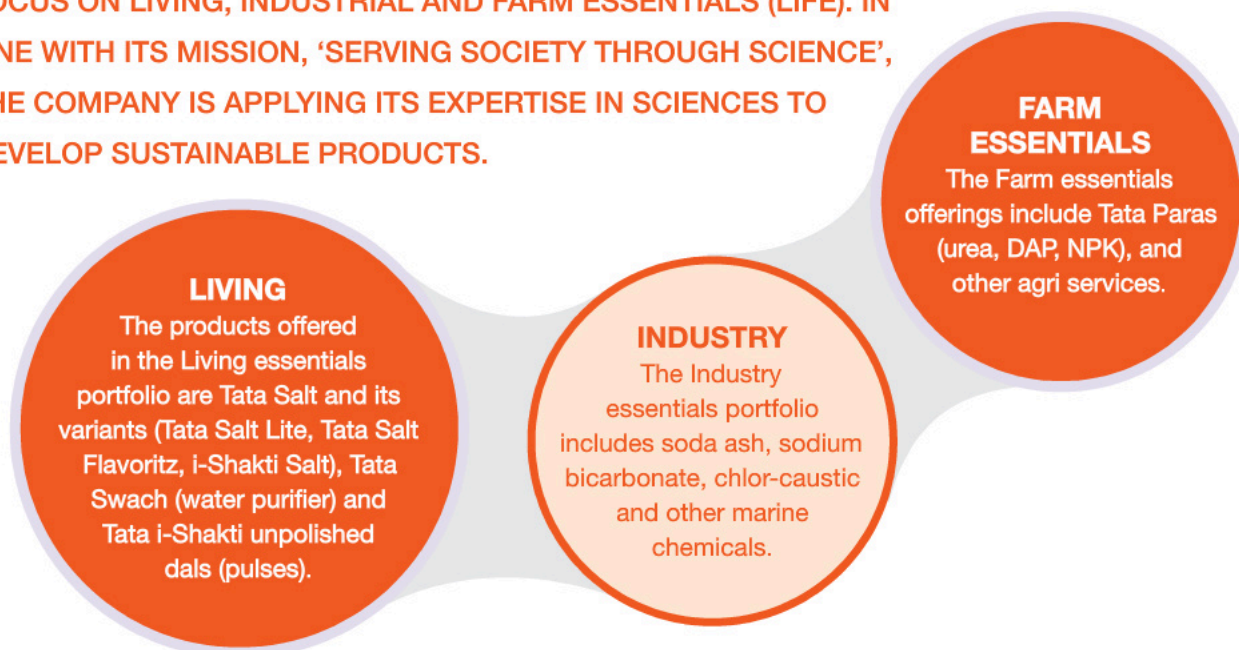 OCUS ON LIVING, INDUSTRIAL AND FARM ESSENTIALS (LIFE). IN
NE WITH ITS MISSION, ‘SERVING SOCIETY THROUGH SCIENCE’,
HE COMPANY IS APPLYING ITS EXPERTISE IN SCIENCES TO
EVELOP SUSTAINABLE PRODUCTS.
LIVING
The products offered
in the Living essentials
portfolio are Tata Salt and its
variants (Tata Salt Lite, Tata Salt
Flavoritz, i-Shakti Salt), Tata
Swach (water purifier) and
Tata i-Shakti unpolished
dals (pulses).
INDUSTRY
The Industry
essentials portfolio
includes soda ash, sodium
bicarbonate, chlor-caustic
and other marine
chemicals.
FARM
ESSENTIALS
The Farm essentials
offerings include Tata Paras
(urea, DAP, NPK), and
other agri services.